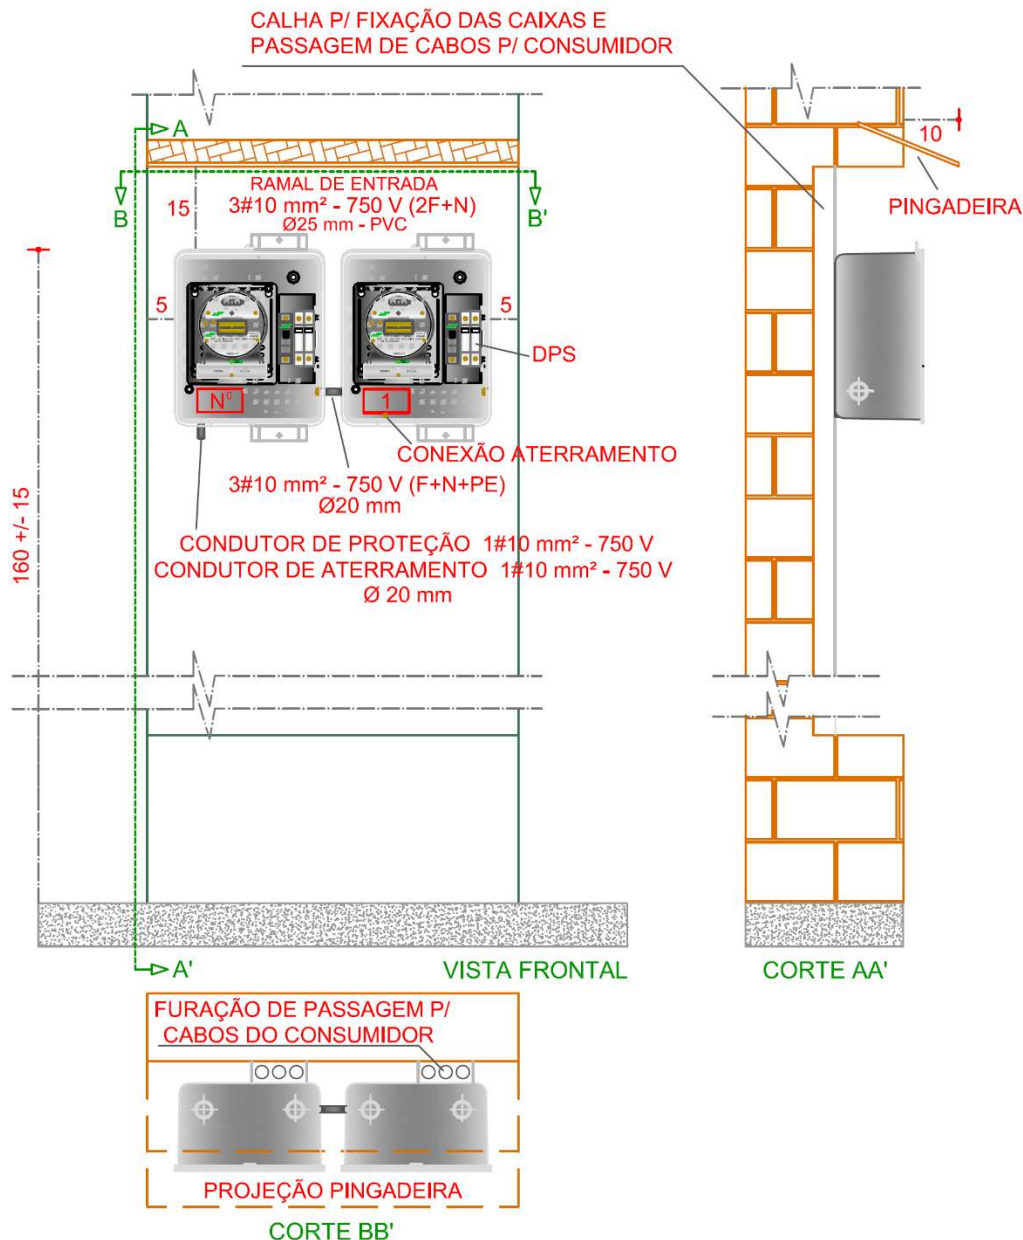 CALHA P/ FIXAÇÃO DAS CAIXAS E
PASSAGEM DE CABOS P/ CONSUMIDOR
A
10
RAMAL DE ENTRADA
3#10 mm² - 750 V (2F+N)
Ø25 mm - PVC
B
15
B'
PINGADEIRA
5
5
DPS
Nº
1
CONEXÃO ATERRAMENTO
3#10 mm² - 750 V (F+N+PE)
Ø20 mm
160 +/- 15
CONDUTOR DE PROTEÇÃO 1#10 mm² - 750 V
CONDUTOR DE ATERRAMENTO 1#10 mm² - 750 V
Ø 20 mm
A'
VISTA FRONTAL
CORTE AA'
FURAÇÃO DE PASSAGEM P/
CABOS DO CONSUMIDOR
PROJEÇÃO PINGADEIRA
CORTE BB'